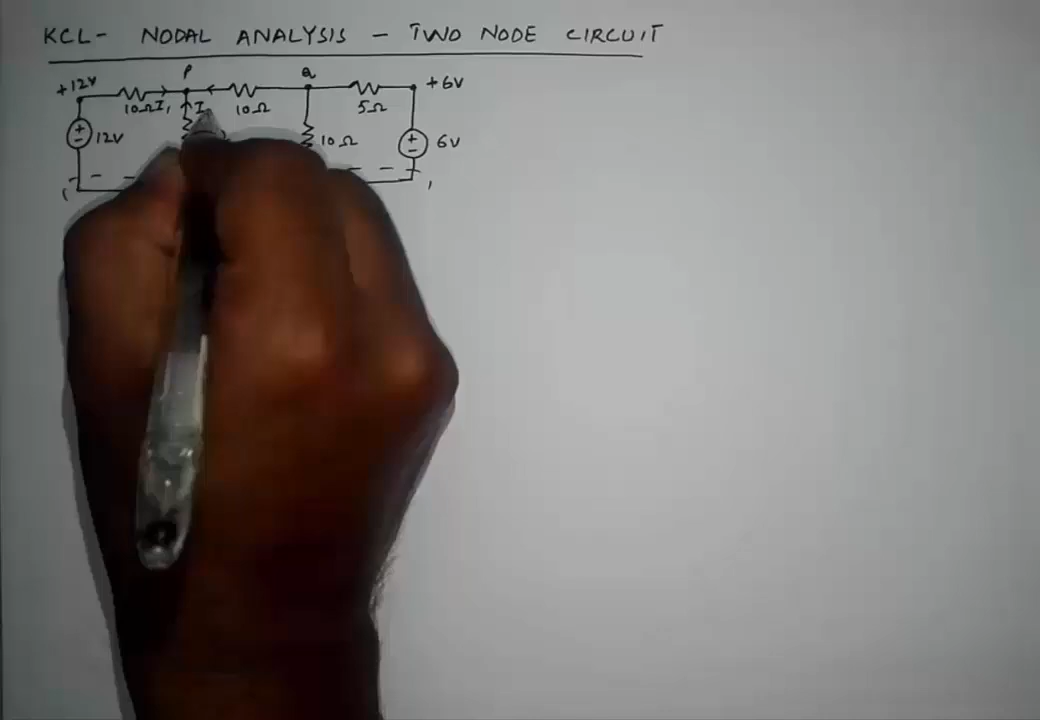 KCL- NODAL ANALYSIS - TWO NODE CIRCUIT
+12V P Q +6V
10Ω I₁ I 10Ω 5Ω
12V 10Ω 6V